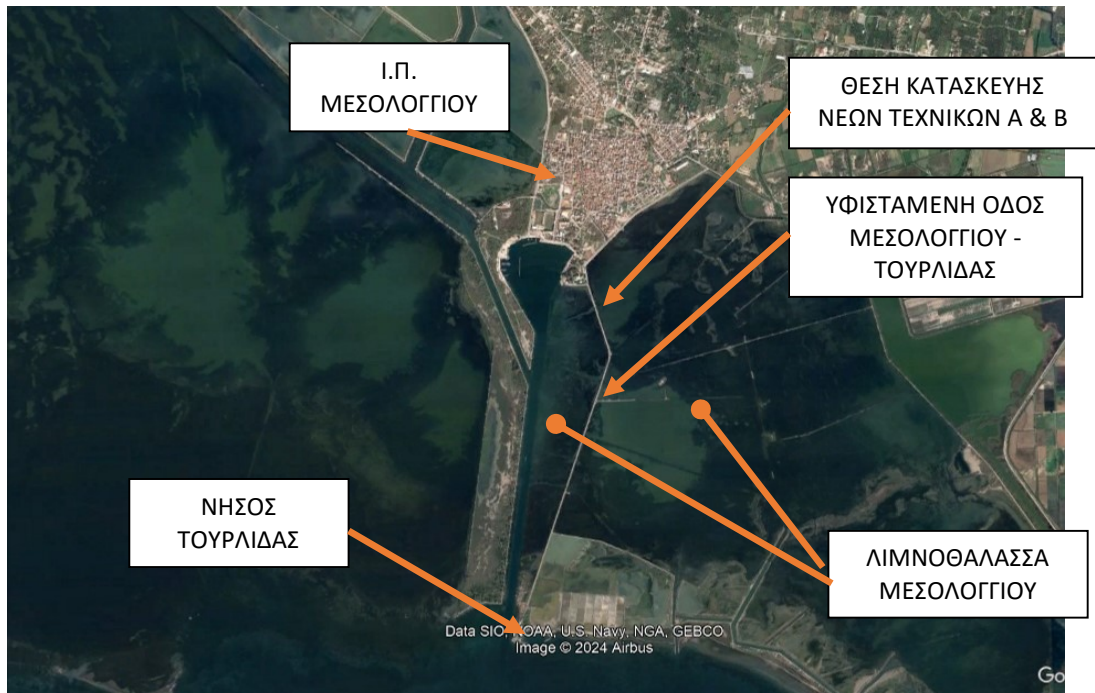 Ι.Π.
ΜΕΣΟΛΟΓΓΙΟΥ
ΘΕΣΗ ΚΑΤΑΣΚΕΥΗΣ
ΝΕΩΝ ΤΕΧΝΙΚΩΝ Α & Β
ΥΦΙΣΤΑΜΕΝΗ ΟΔΟΣ
ΜΕΣΟΛΟΓΓΙΟΥ -
ΤΟΥΡΛΙΔΑΣ
ΝΗΣΟΣ
ΤΟΥΡΛΙΔΑΣ
ΛΙΜΝΟΘΑΛΑΣΣΑ
ΜΕΣΟΛΟΓΓΙΟΥ
Data SIO, NOAA, U.S. Navy, NGA, GEBCO
Image © 2024 Airbus
Go